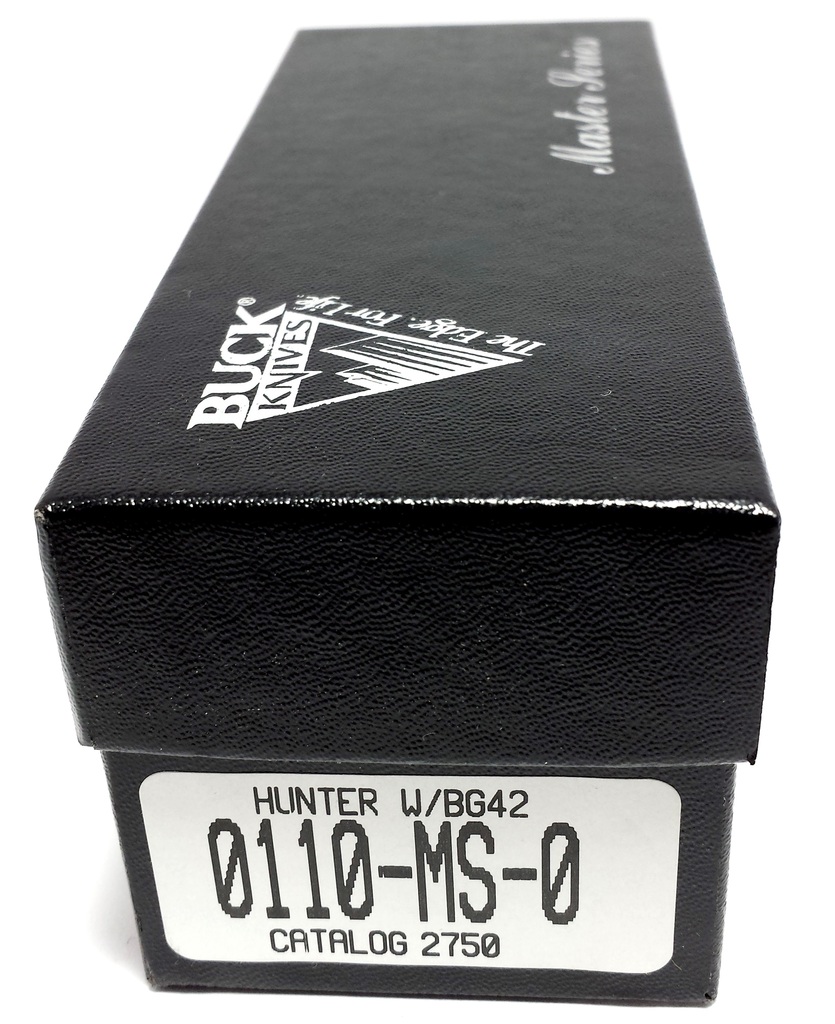 Master Series
BUCK®
KNIVES
The Edge. For Life.
HUNTER W/BG42
0110-MS-0
CATALOG 2750